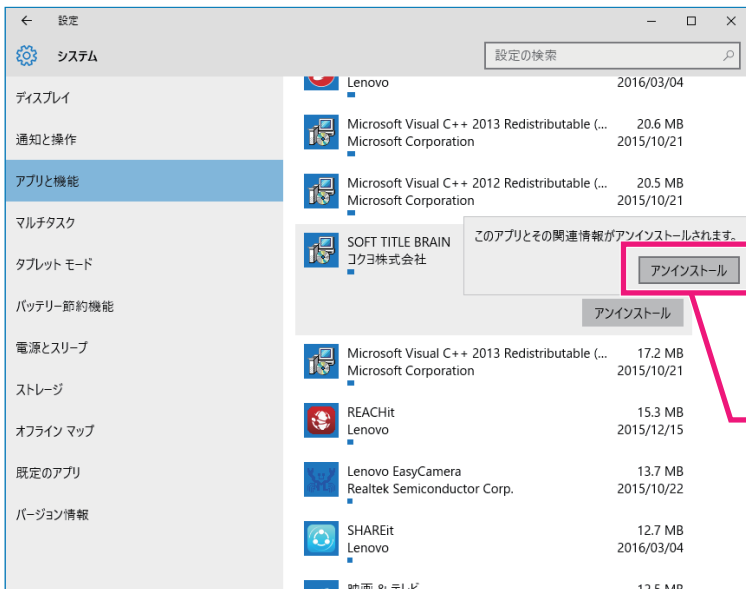 設定
システム
設定の検索
ディスプレイ
通知と操作
アプリと機能
マルチタスク
タブレット モード
バッテリー節約機能
電源とスリープ
ストレージ
オフライン マップ
既定のアプリ
バージョン情報
Lenovo 2016/03/04
Microsoft Visual C++ 2013 Redistributable (... 20.6 MB
Microsoft Corporation 2015/10/21
Microsoft Visual C++ 2012 Redistributable (... 20.5 MB
Microsoft Corporation 2015/10/21
SOFT TITLE BRAIN
コクヨ株式会社
このアプリとその関連情報がアンインストールされます。
アンインストール
アンインストール
Microsoft Visual C++ 2013 Redistributable (... 17.2 MB
Microsoft Corporation 2015/10/21
REACHit 15.3 MB
Lenovo 2015/12/15
Lenovo EasyCamera 13.7 MB
Realtek Semiconductor Corp. 2015/10/22
SHAREit 12.7 MB
Lenovo 2016/03/04
映画 & テレビ 12.5 MB